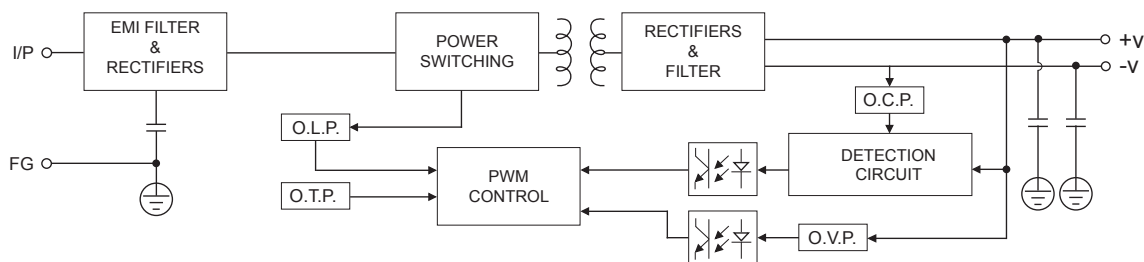 EMI FILTER
&
RECTIFIERS
I/P
POWER
SWITCHING
RECTIFIERS
&
FILTER
+V
-V
O.C.P.
O.L.P.
FG
DETECTION
CIRCUIT
PWM
CONTROL
O.T.P.
O.V.P.